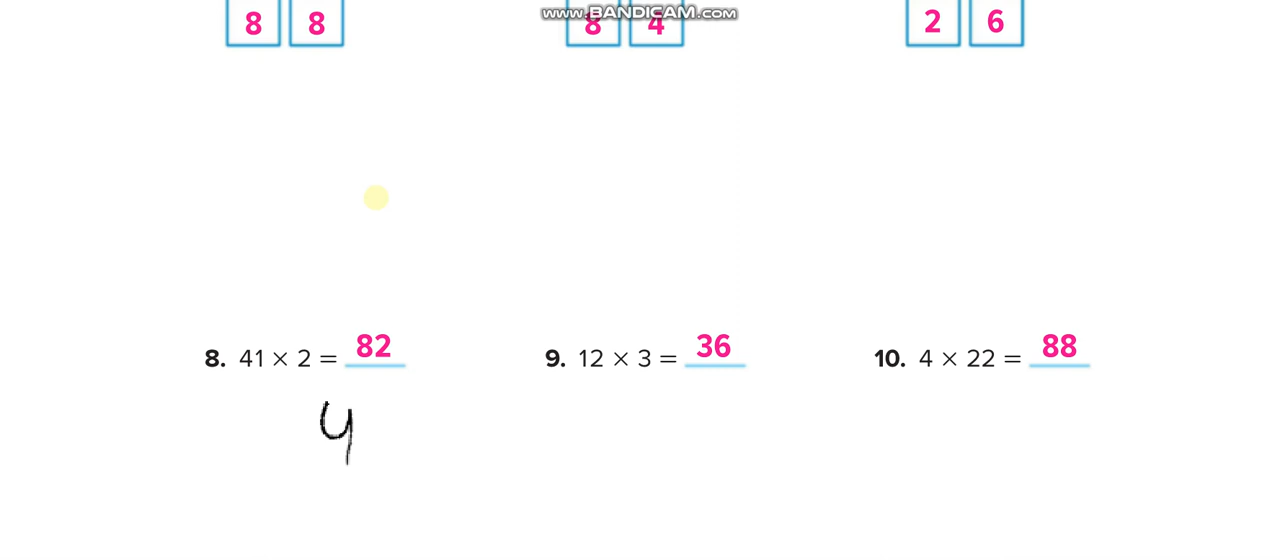 www.BANDICAM.com
8 8 8 4 2 6
8. 41 × 2 = 82 9. 12 × 3 = 36 10. 4 × 22 = 88
4